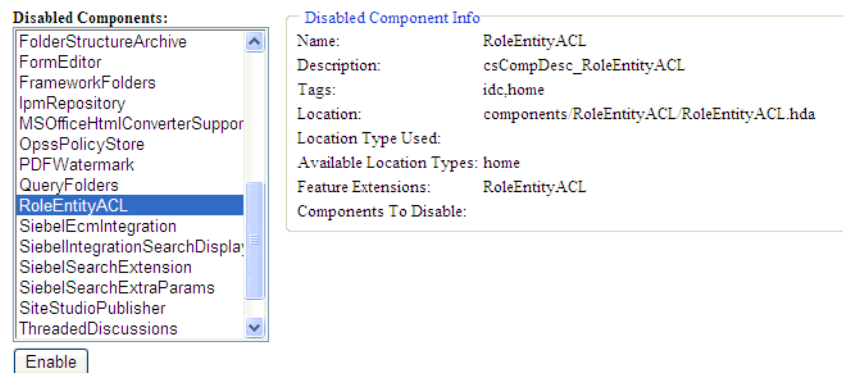 Disabled Components:
FolderStructureArchive
FormEditor
FrameworkFolders
IpmRepository
MSOfficeHtmlConverterSuppor
OpssPolicyStore
PDFWatermark
QueryFolders
RoleEntityACL
SiebelEcmIntegration
SiebelIntegrationSearchDisplay
SiebelSearchExtension
SiebelSearchExtraParams
SiteStudioPublisher
ThreadedDiscussions
Enable
Disabled Component Info
Name: RoleEntityACL
Description: csCompDesc_RoleEntityACL
Tags: idc,home
Location: components/RoleEntityACL/RoleEntityACL.hda
Location Type Used:
Available Location Types: home
Feature Extensions: RoleEntityACL
Components To Disable: